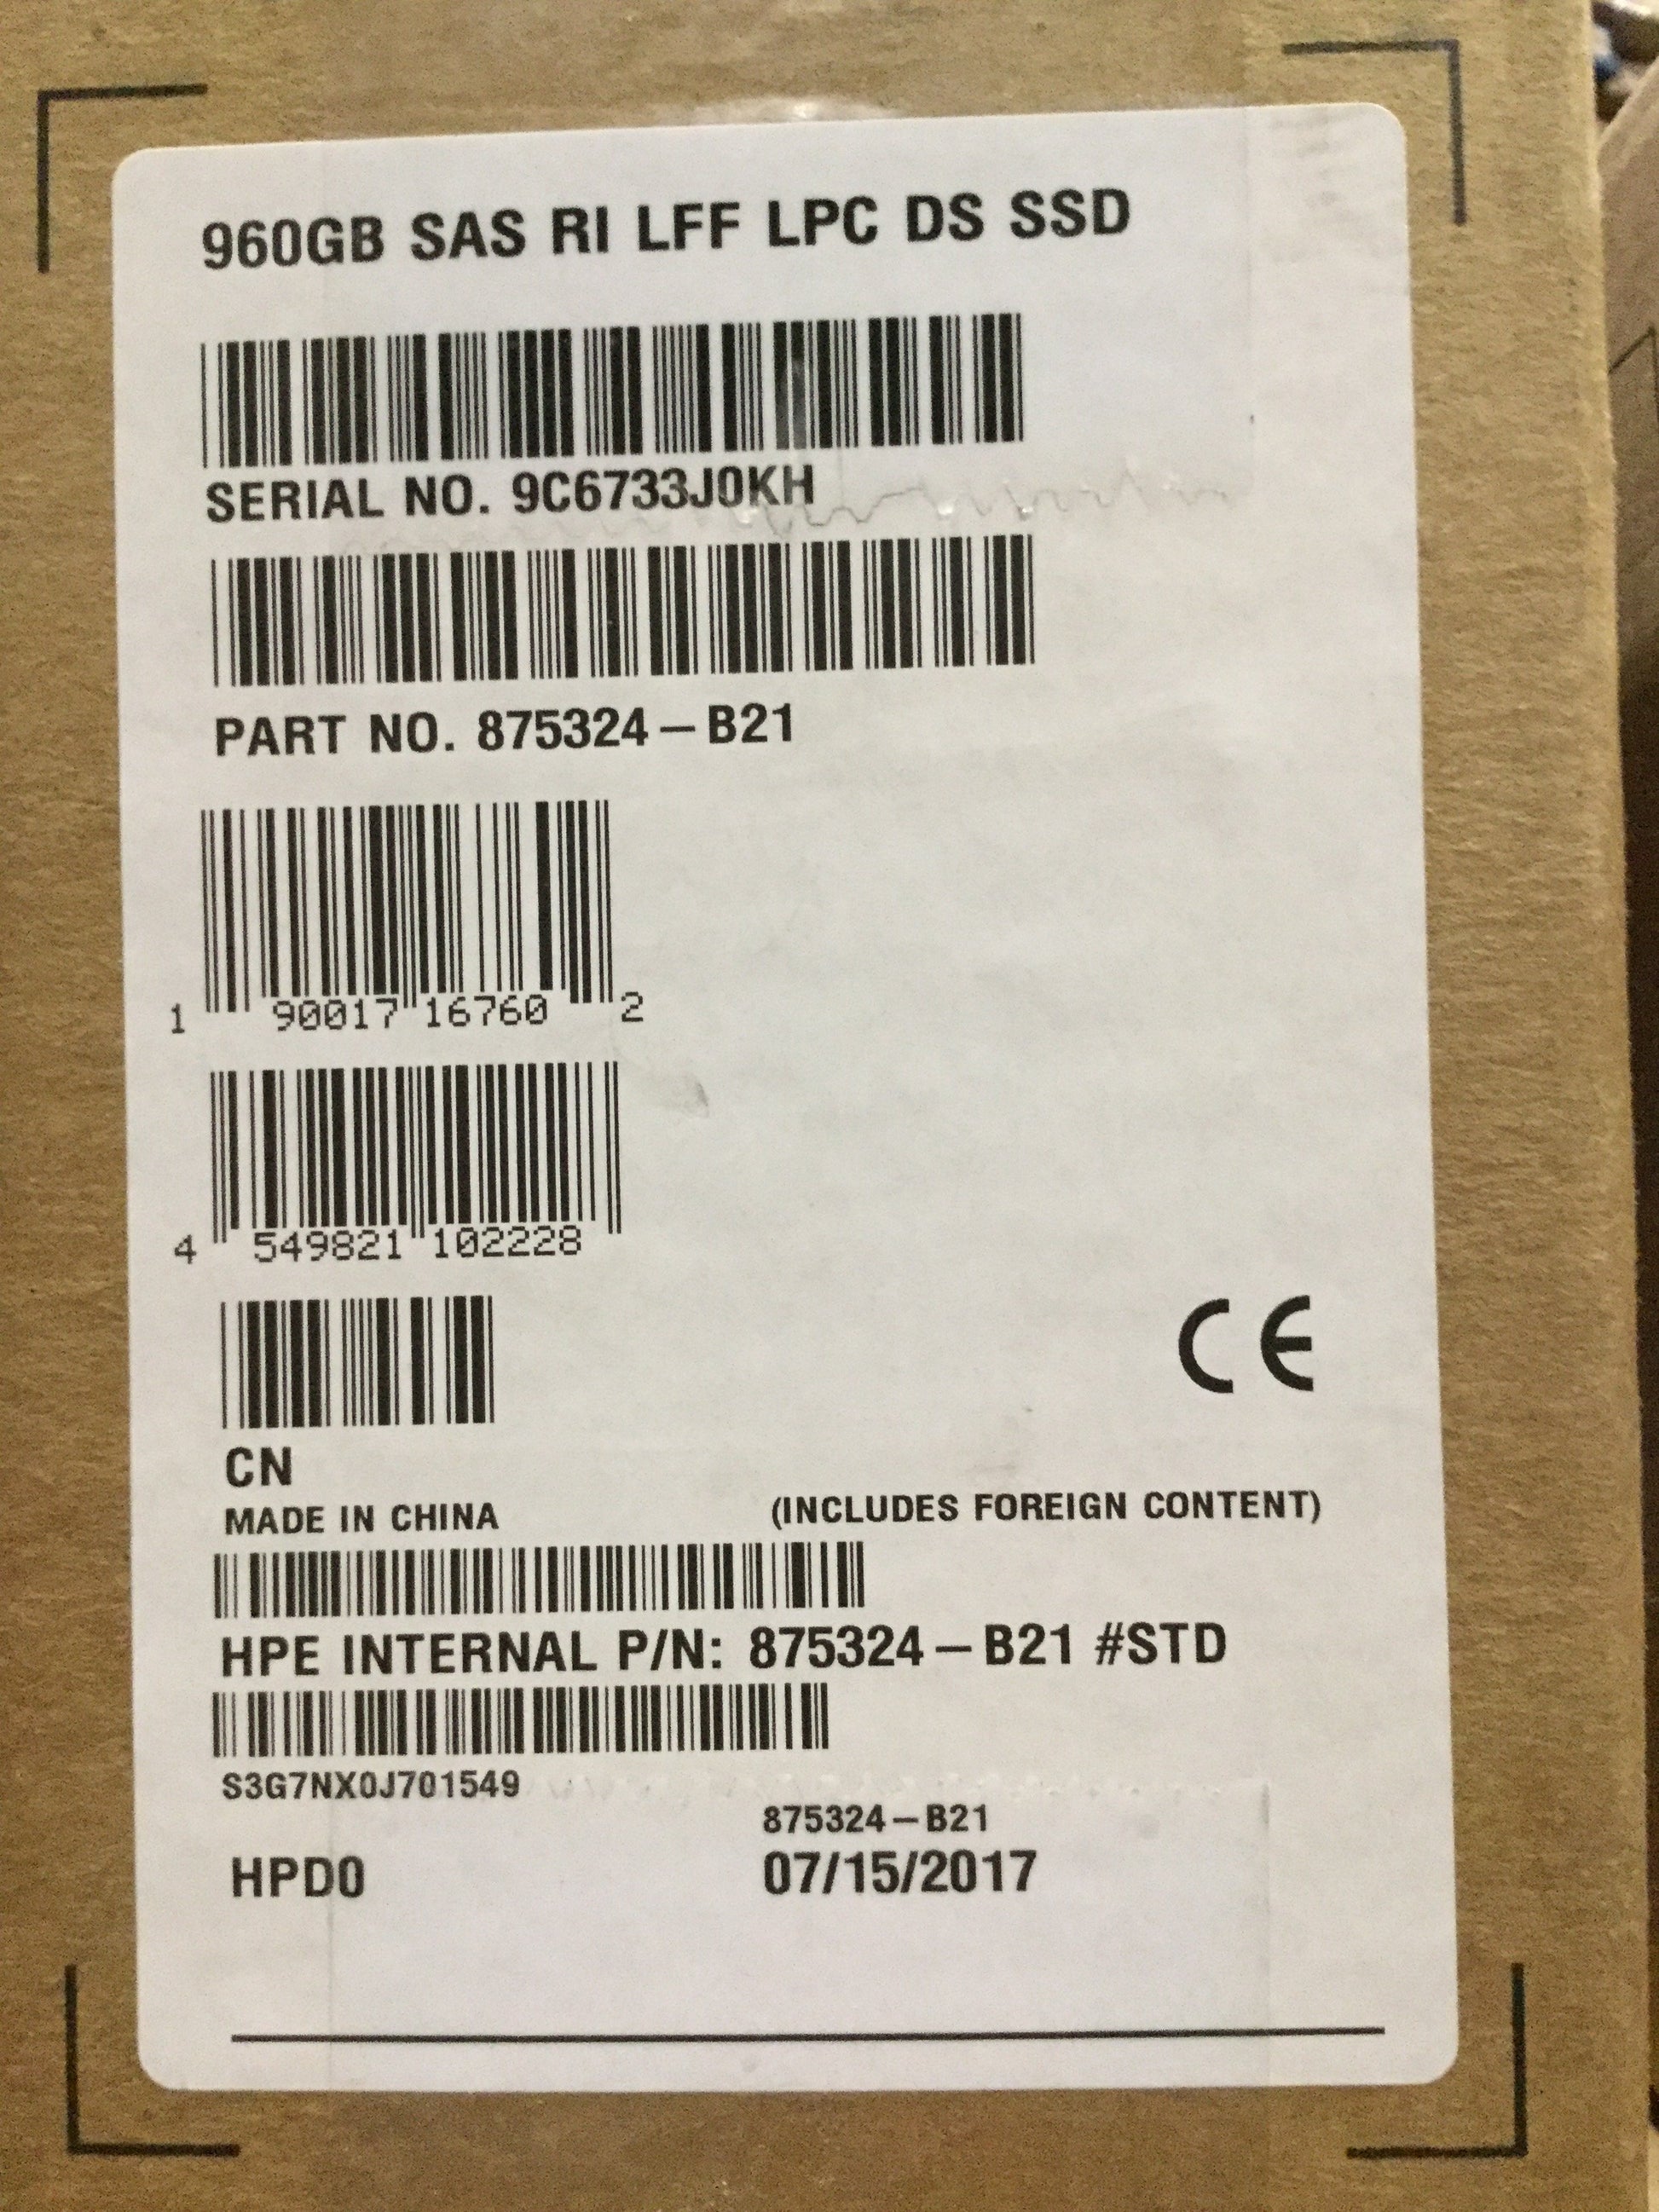 960GB SAS RI LFF LPC DS SSD
SERIAL NO. 9C6733J0KH
PART NO. 875324-B21
1 90017 16760 2
4 549821 102228
CE
CN
MADE IN CHINA (INCLUDES FOREIGN CONTENT)
HPE INTERNAL P/N: 875324-B21 #STD
S3G7NX0J701549
875324-B21
HPD0 07/15/2017